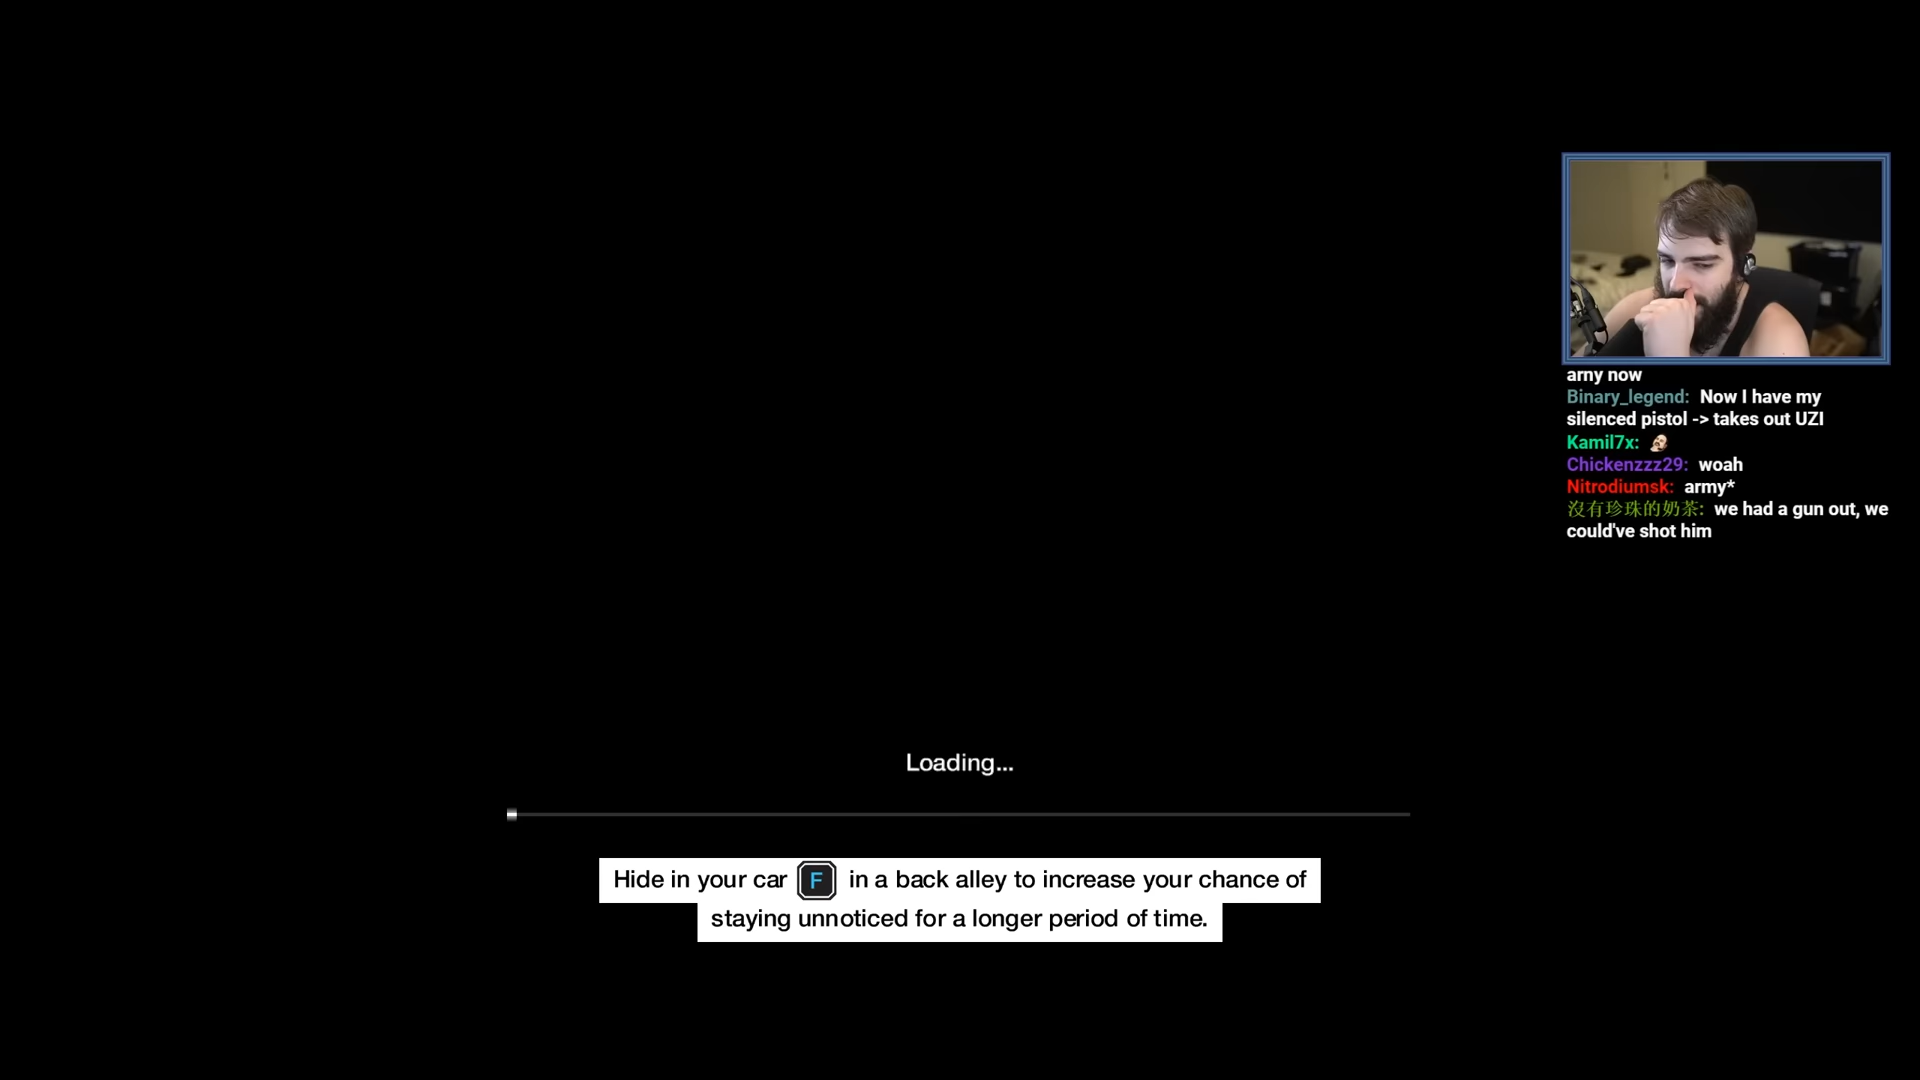 arny now
Binary_legend: Now I have my
silenced pistol -> takes out UZI
Kamil7x:
Chickenzzz29: woah
Nitrodiumsk: army*
沒有珍珠的奶茶: we had a gun out, we
could've shot him
Loading...
Hide in your car F in a back alley to increase your chance of
staying unnoticed for a longer period of time.